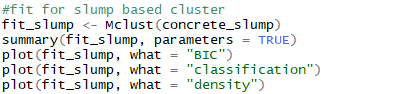 #fit for slump based cluster
fit_slump <- Mclust(concrete_slump)
summary(fit_slump, parameters = TRUE)
plot(fit_slump, what = "BIC")
plot(fit_slump, what = "classification")
plot(fit_slump, what = "density")